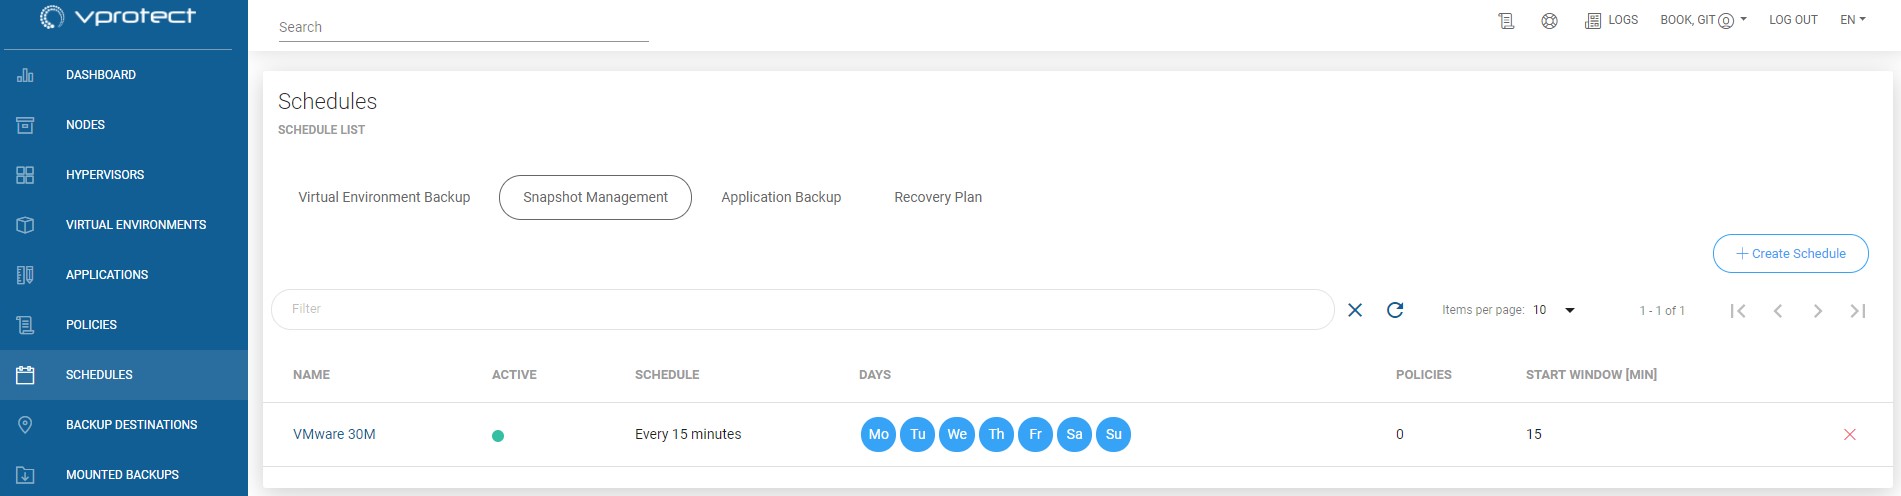 vprotect
Search
LOGS
BOOK, GIT
LOG OUT
EN
DASHBOARD
NODES
HYPERVISORS
VIRTUAL ENVIRONMENTS
APPLICATIONS
POLICIES
SCHEDULES
BACKUP DESTINATIONS
MOUNTED BACKUPS
Schedules
SCHEDULE LIST
Virtual Environment Backup
Snapshot Management
Application Backup
Recovery Plan
Create Schedule
Filter
Items per page: 10
1 - 1 of 1
NAME ACTIVE SCHEDULE DAYS POLICIES START WINDOW [MIN]
VMware 30M Every 15 minutes Mo Tu We Th Fr Sa Su 0 15